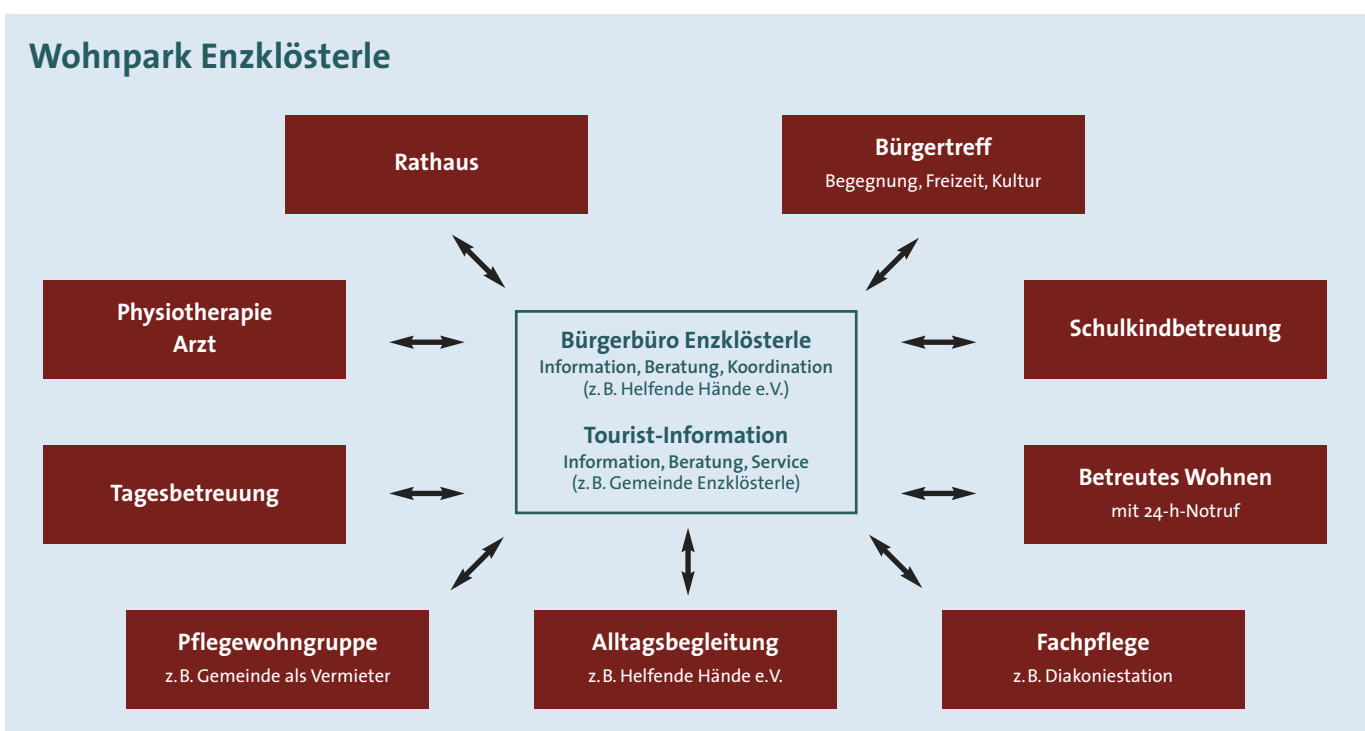 Wohnpark Enzklösterle
Rathaus
Bürgertreff
Begegnung, Freizeit, Kultur
Physiotherapie
Arzt
Bürgerbüro Enzklösterle
Information, Beratung, Koordination
(z. B. Helfende Hände e.V.)
Tourist-Information
Information, Beratung, Service
(z. B. Gemeinde Enzklösterle)
Schulkindbetreuung
Tagesbetreuung
Betreutes Wohnen
mit 24-h-Notruf
Pflegewohngruppe
z. B. Gemeinde als Vermieter
Alltagsbegleitung
z. B. Helfende Hände e.V.
Fachpflege
z. B. Diakoniestation